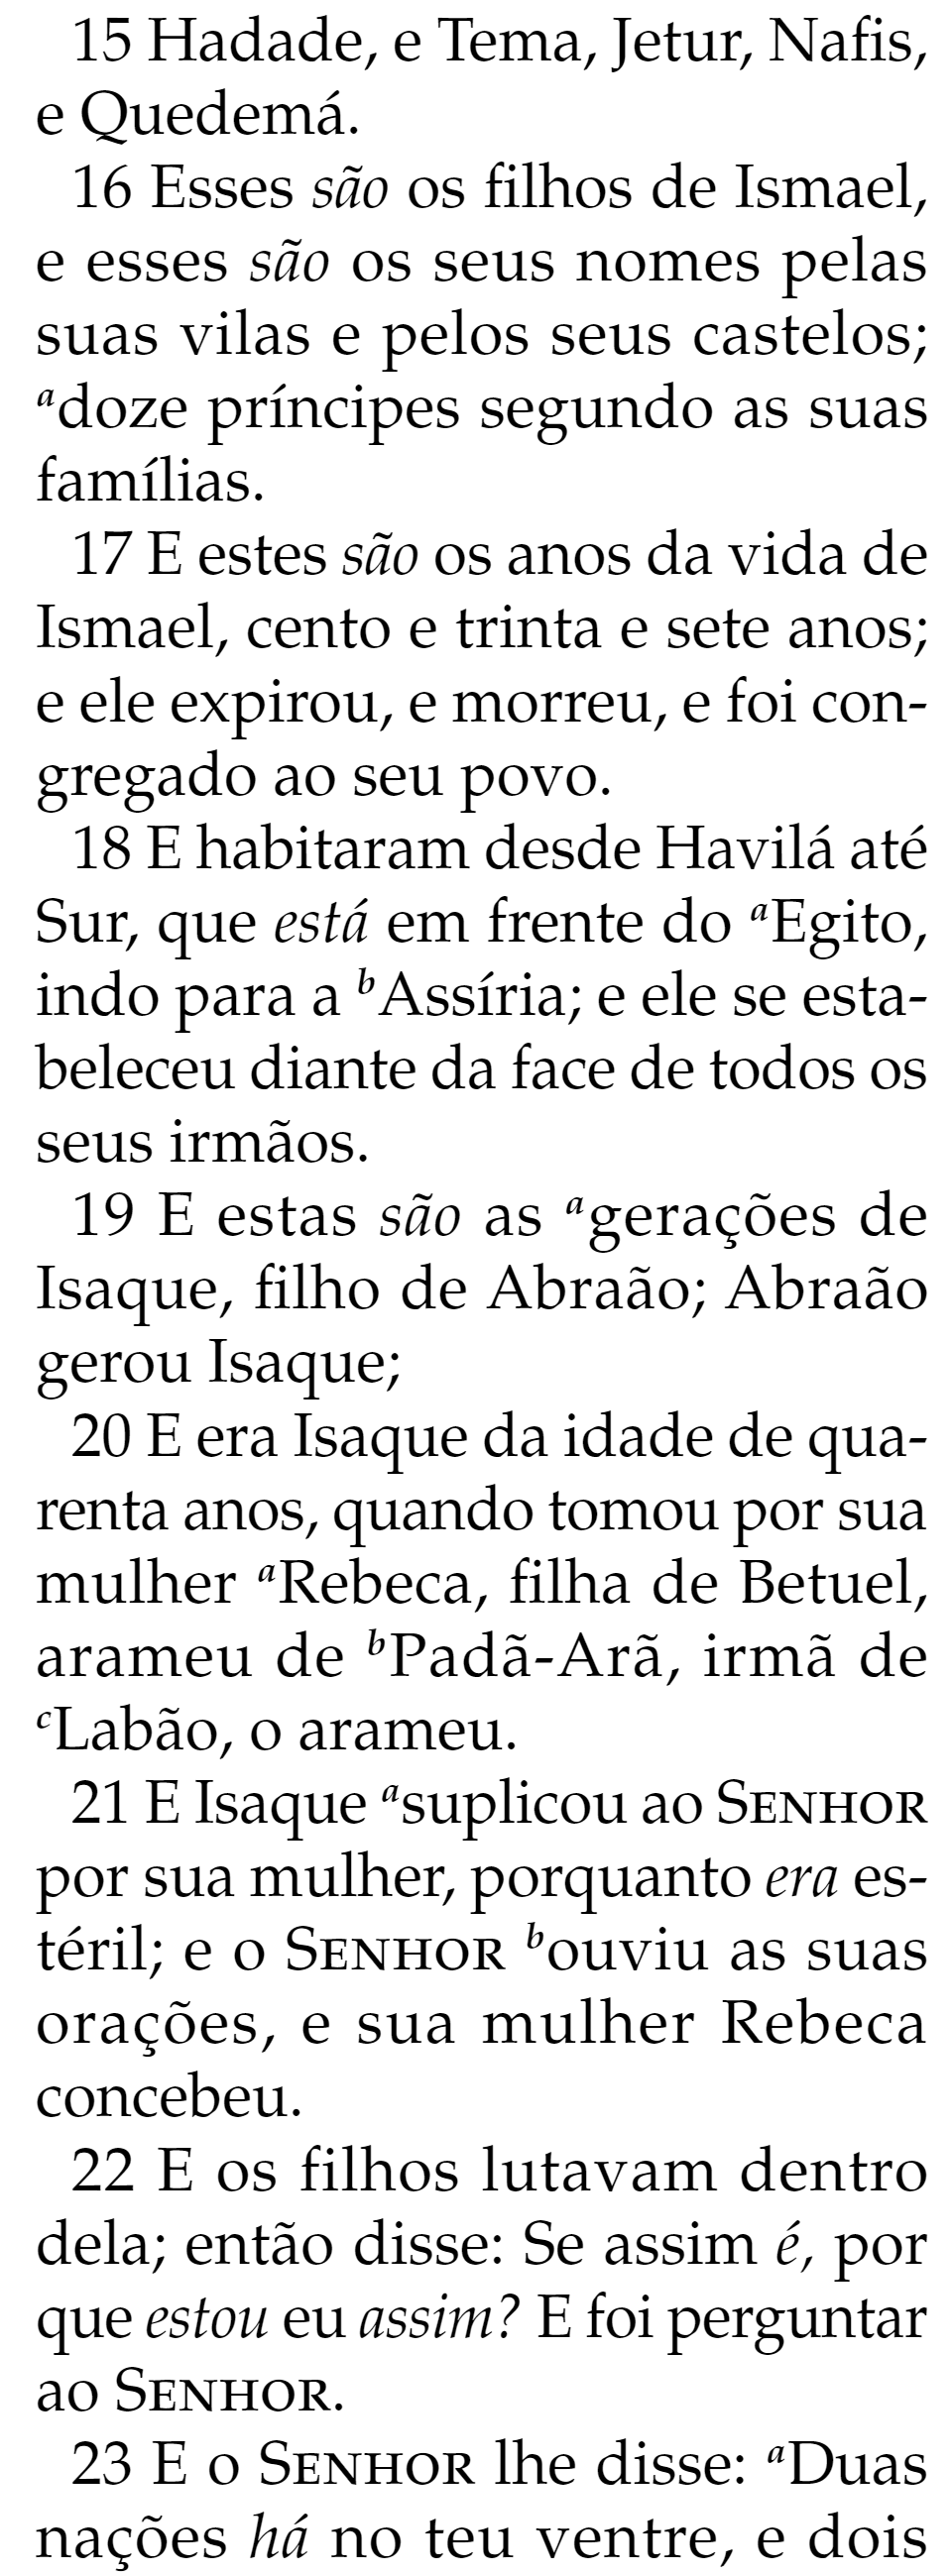 15 Hadade, e Tema, Jetur, Nafis,
e Quedemá.
16 Esses são os filhos de Ismael,
e esses são os seus nomes pelas
suas vilas e pelos seus castelos;
ᵃdoze príncipes segundo as suas
famílias.
17 E estes são os anos da vida de
Ismael, cento e trinta e sete anos;
e ele expirou, e morreu, e foi con-
gregado ao seu povo.
18 E habitaram desde Havilá até
Sur, que está em frente do ᵃEgito,
indo para a ᵇAssíria; e ele se esta-
beleceu diante da face de todos os
seus irmãos.
19 E estas são as ᵃgerações de
Isaque, filho de Abraão; Abraão
gerou Isaque;
20 E era Isaque da idade de qua-
renta anos, quando tomou por sua
mulher ᵃRebeca, filha de Betuel,
arameu de ᵇPadã-Arã, irmã de
ᶜLabão, o arameu.
21 E Isaque ᵃsuplicou ao SENHOR
por sua mulher, porquanto era es-
téril; e o SENHOR ᵇouviu as suas
orações, e sua mulher Rebeca
concebeu.
22 E os filhos lutavam dentro
dela; então disse: Se assim é, por
que estou eu assim? E foi perguntar
ao SENHOR.
23 E o SENHOR lhe disse: ᵃDuas
nações há no teu ventre, e dois